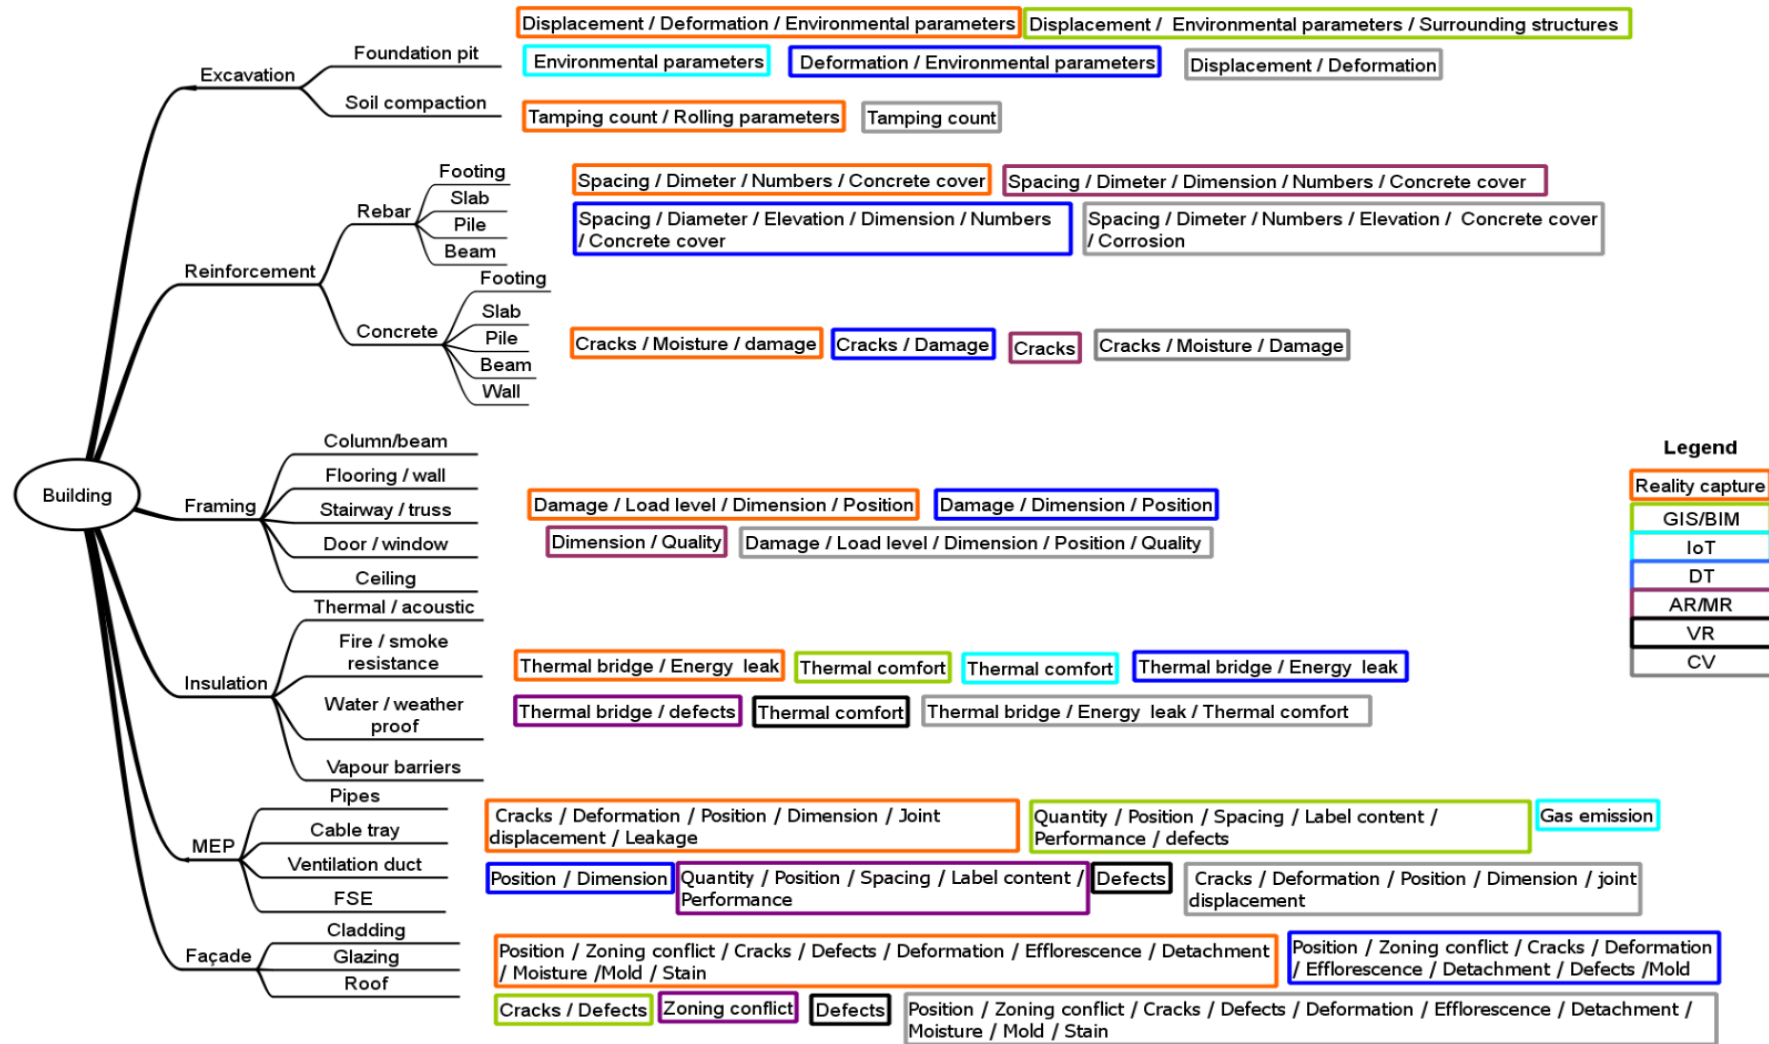 Displacement / Deformation / Environmental parameters
Displacement / Environmental parameters / Surrounding structures
Foundation pit
Excavation
Environmental parameters
Deformation / Environmental parameters
Displacement / Deformation
Soil compaction
Tamping count / Rolling parameters
Tamping count
Footing
Slab
Rebar
Pile
Beam
Spacing / Dimeter / Numbers / Concrete cover
Spacing / Dimeter / Dimension / Numbers / Concrete cover
Spacing / Diameter / Elevation / Dimension / Numbers
/ Concrete cover
Spacing / Dimeter / Numbers / Elevation / Concrete cover
/ Corrosion
Reinforcement
Footing
Slab
Concrete
Pile
Beam
Wall
Cracks / Moisture / damage
Cracks / Damage
Cracks
Cracks / Moisture / Damage
Building
Column/beam
Flooring / wall
Framing
Stairway / truss
Door / window
Ceiling
Damage / Load level / Dimension / Position
Damage / Dimension / Position
Dimension / Quality
Damage / Load level / Dimension / Position / Quality
Thermal / acoustic
Fire / smoke
resistance
Insulation
Water / weather
proof
Vapour barriers
Thermal bridge / Energy leak
Thermal comfort
Thermal comfort
Thermal bridge / Energy leak
Thermal bridge / defects
Thermal comfort
Thermal bridge / Energy leak / Thermal comfort
Pipes
Cable tray
MEP
Ventilation duct
FSE
Cracks / Deformation / Position / Dimension / Joint
displacement / Leakage
Quantity / Position / Spacing / Label content /
Performance / defects
Gas emission
Position / Dimension
Quantity / Position / Spacing / Label content /
Performance
Defects
Cracks / Deformation / Position / Dimension / joint
displacement
Cladding
Façade
Glazing
Roof
Position / Zoning conflict / Cracks / Defects / Deformation / Efflorescence / Detachment
/ Moisture /Mold / Stain
Position / Zoning conflict / Cracks / Deformation
/ Efflorescence / Detachment / Defects /Mold
Cracks / Defects
Zoning conflict
Defects
Position / Zoning conflict / Cracks / Defects / Deformation / Efflorescence / Detachment /
Moisture / Mold / Stain
Legend
Reality capture
GIS/BIM
IoT
DT
AR/MR
VR
CV